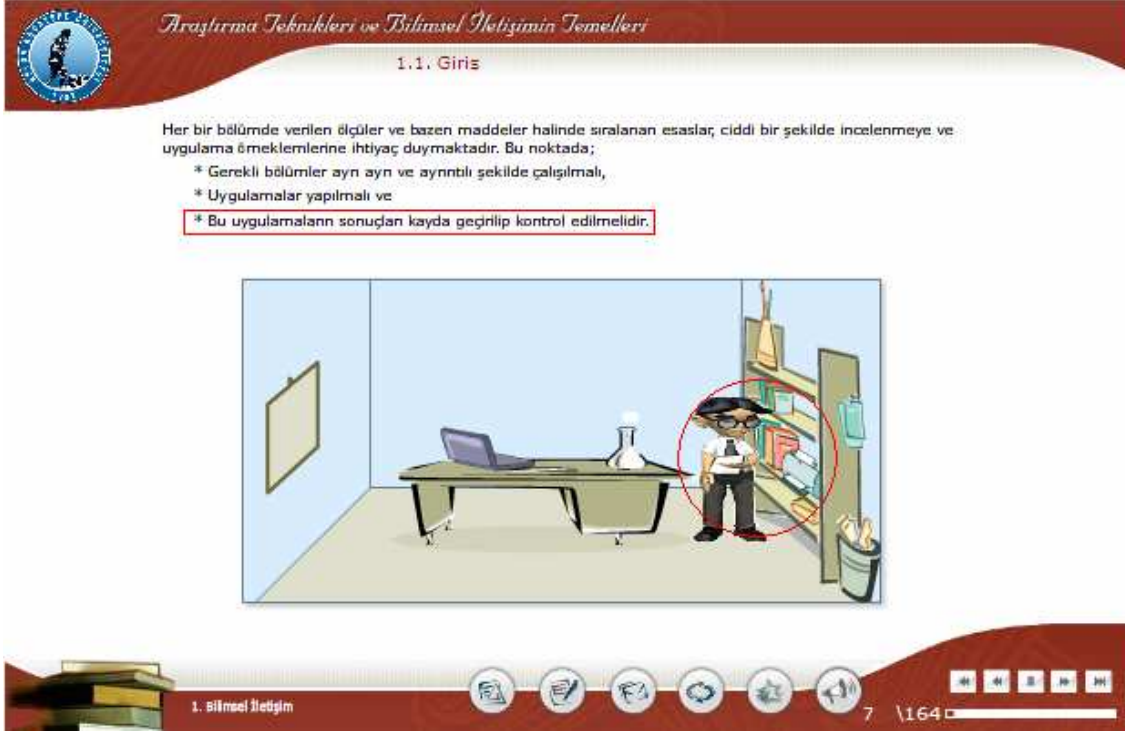 Araştırma Teknikleri ve Bilimsel İletişimin Temelleri
1.1. Giriş
Her bir bölümde verilen ölçüler ve bazen maddeler halinde sıralanan esaslar, ciddi bir şekilde incelenmeye ve
uygulama örneklemlerine ihtiyaç duymaktadır. Bu noktada;
* Gerekli bölümler ayrı ayrı ve ayrıntılı şekilde çalışılmalı,
* Uygulamalar yapılmalı ve
* Bu uygulamaların sonuçları kayda geçirilip kontrol edilmelidir.
1. Bilimsel İletişim
7 \164